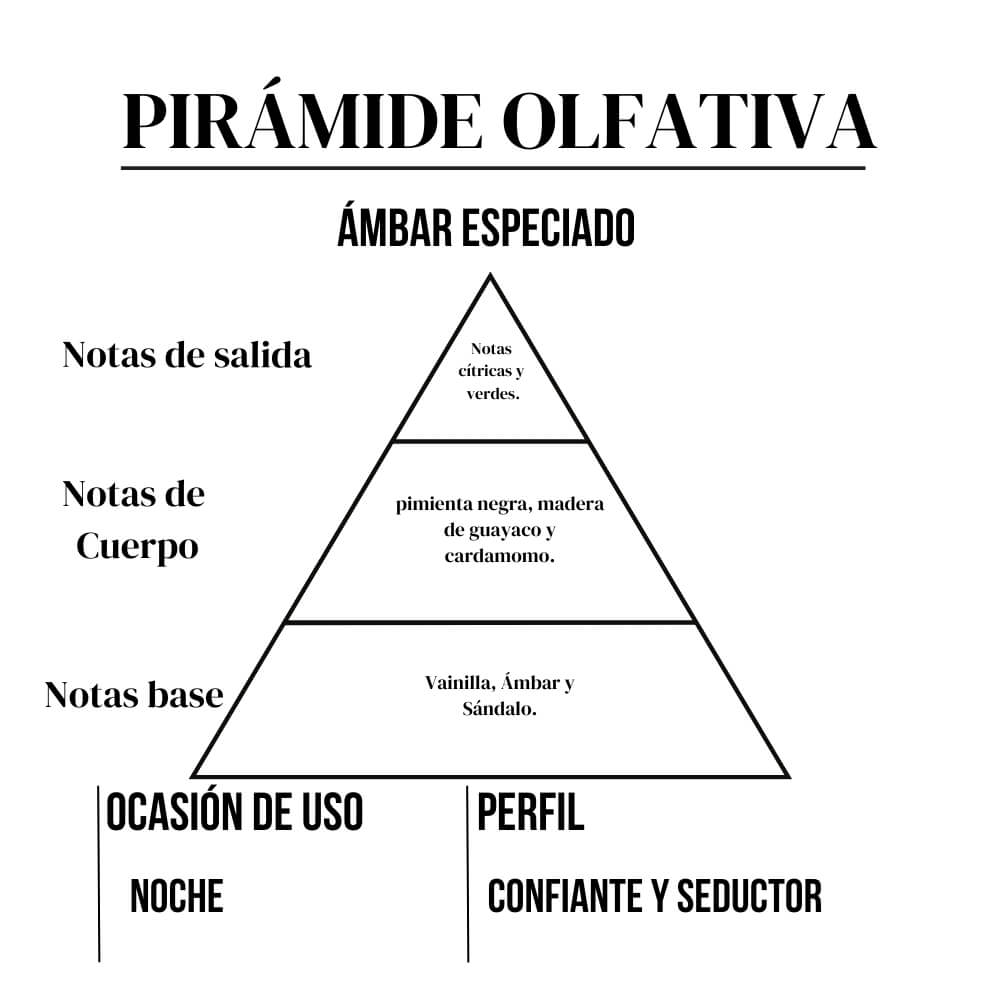 PIRÁMIDE OLFATIVA
ÁMBAR ESPECIADO
Notas de salida
Notas
cítricas y
verdes.
Notas de
Cuerpo
pimienta negra, madera
de guayaco y
cardamomo.
Notas base
Vainilla, Ámbar y
Sándalo.
OCASIÓN DE USO
NOCHE
PERFIL
CONFIANTE Y SEDUCTOR